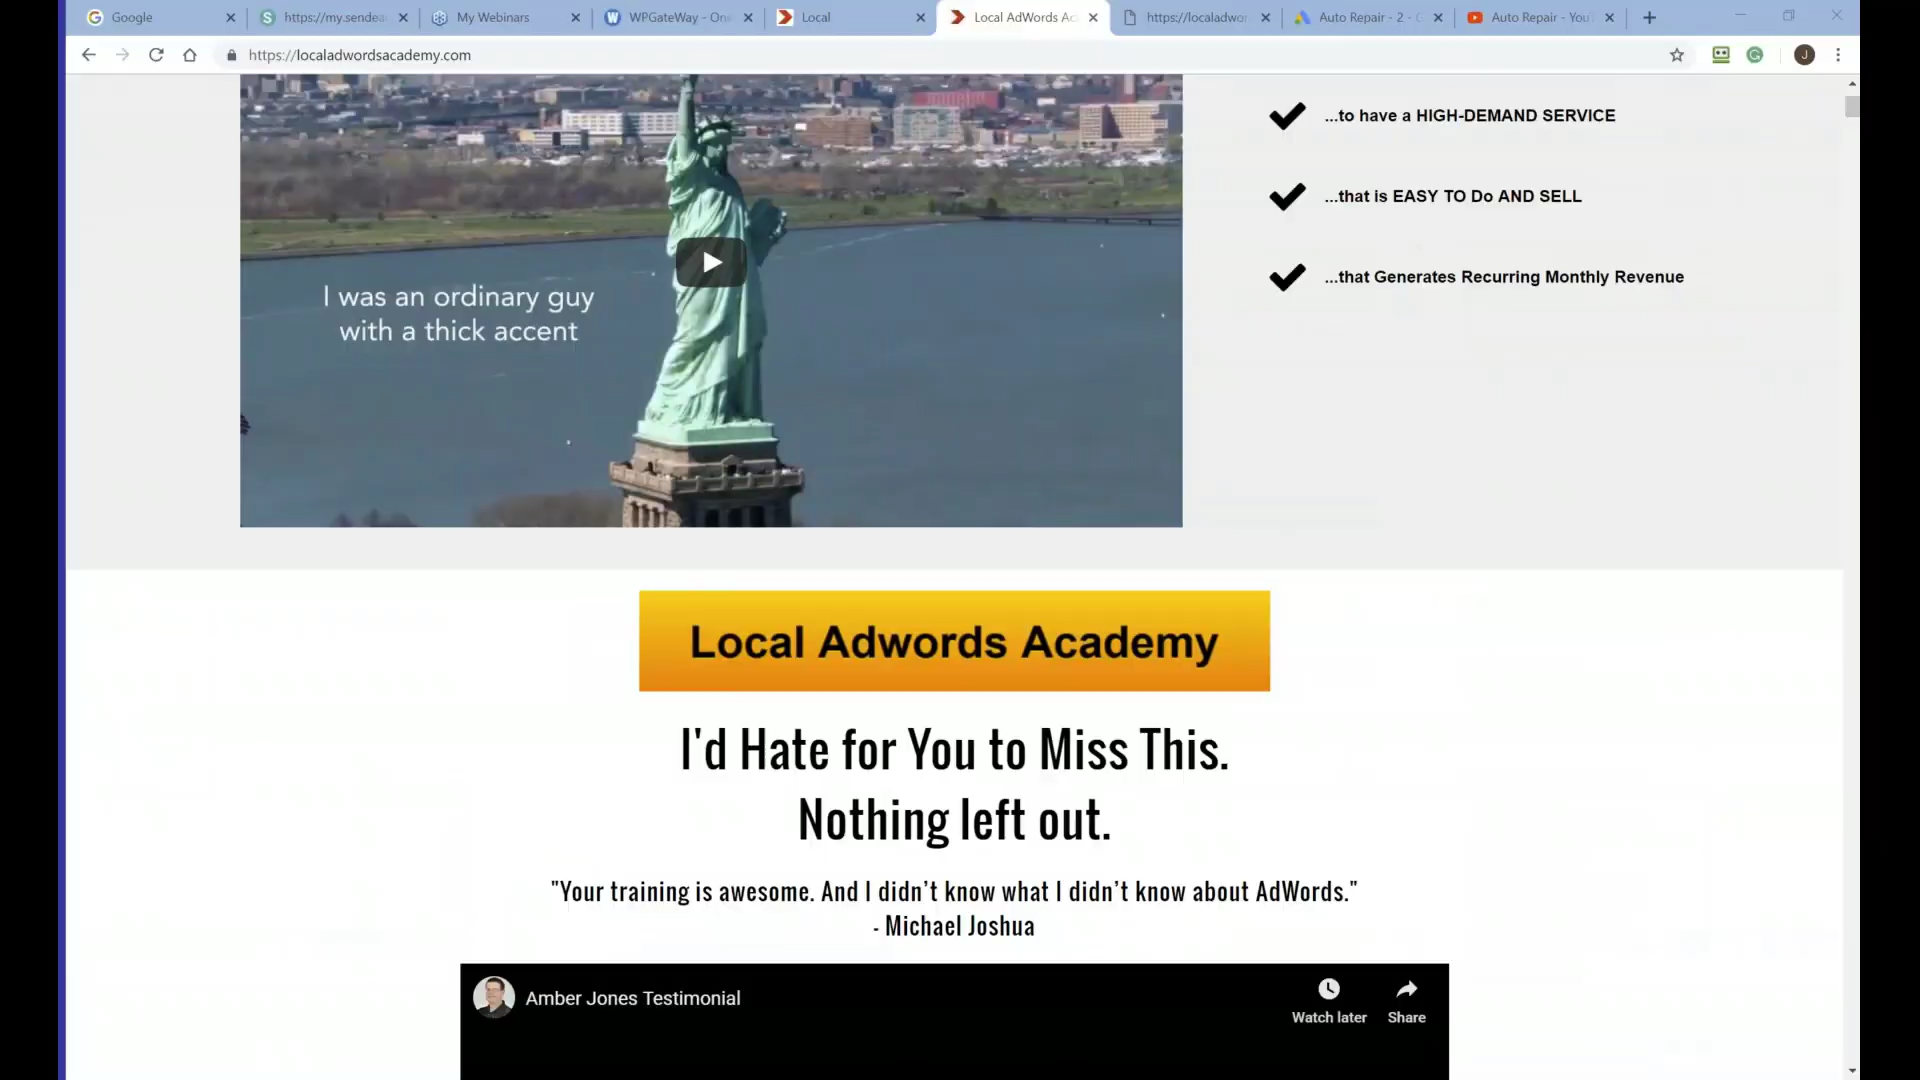 Google
https://my.sendea
My Webinars
WPGateWay - One
Local
Local AdWords Ac
https://localadwor
Auto Repair - 2 - G
Auto Repair - YouT
https://localadwordsacademy.com
J
...to have a HIGH-DEMAND SERVICE
...that is EASY TO Do AND SELL
...that Generates Recurring Monthly Revenue
I was an ordinary guy
with a thick accent
Local Adwords Academy
I'd Hate for You to Miss This.
Nothing left out.
"Your training is awesome. And I didn’t know what I didn’t know about AdWords."
- Michael Joshua
Amber Jones Testimonial
Watch later
Share